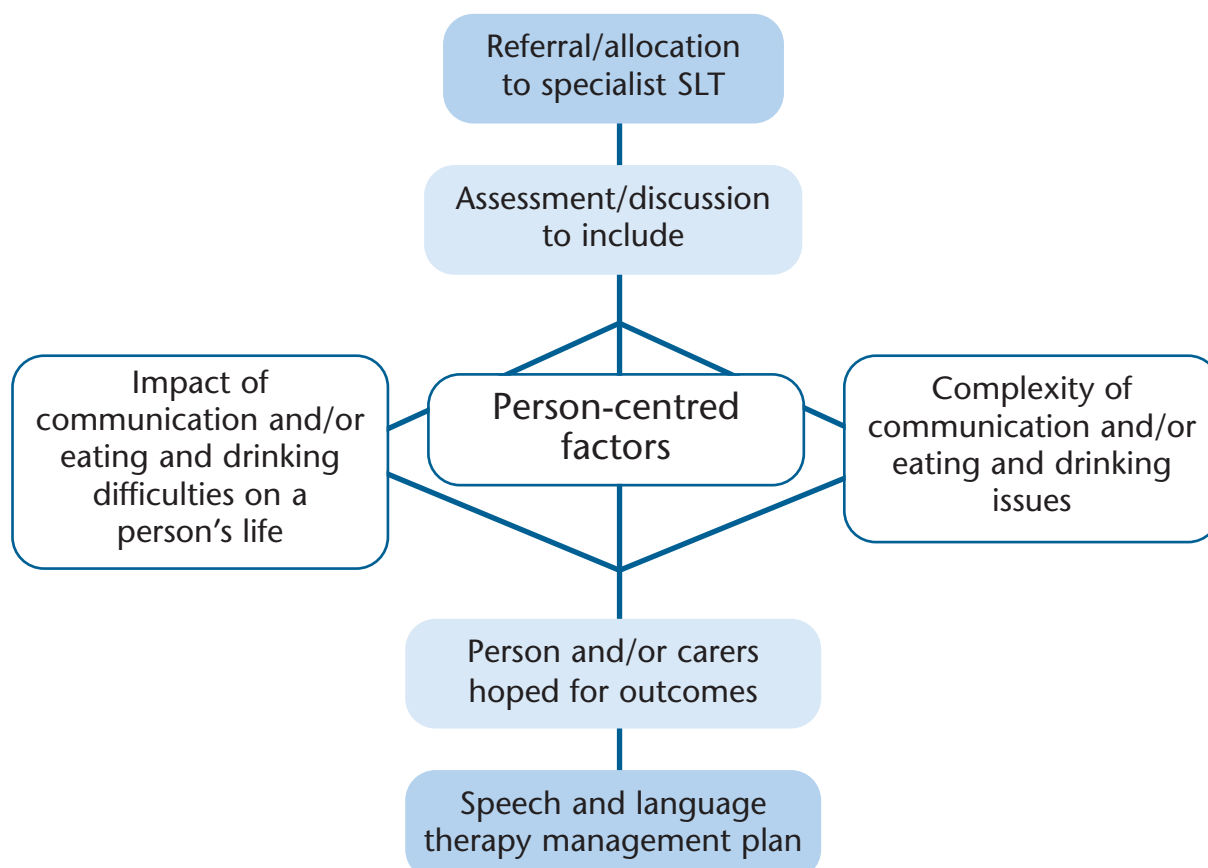 Referral/allocation
to specialist SLT
Assessment/discussion
to include
Impact of
communication and/or
eating and drinking
difficulties on a
person’s life
Person-centred
factors
Complexity of
communication and/or
eating and drinking
issues
Person and/or carers
hoped for outcomes
Speech and language
therapy management plan